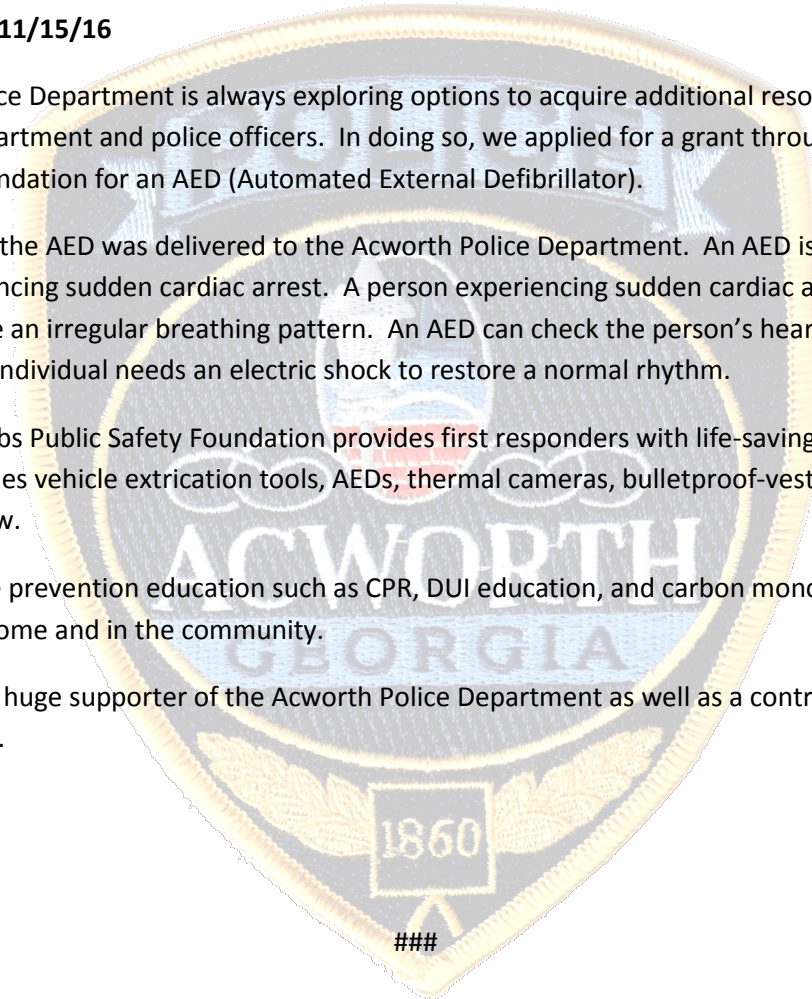 11/15/16
ce Department is always exploring options to acquire additional reso
artment and police officers. In doing so, we applied for a grant throu
ndation for an AED (Automated External Defibrillator).
the AED was delivered to the Acworth Police Department. An AED is
ncing sudden cardiac arrest. A person experiencing sudden cardiac a
e an irregular breathing pattern. An AED can check the person’s hear
individual needs an electric shock to restore a normal rhythm.
bs Public Safety Foundation provides first responders with life-saving
es vehicle extrication tools, AEDs, thermal cameras, bulletproof-vest
w.
e prevention education such as CPR, DUI education, and carbon mono
ome and in the community.
huge supporter of the Acworth Police Department as well as a contr
.
###
POLICE
ACWORTH
GEORGIA
1860